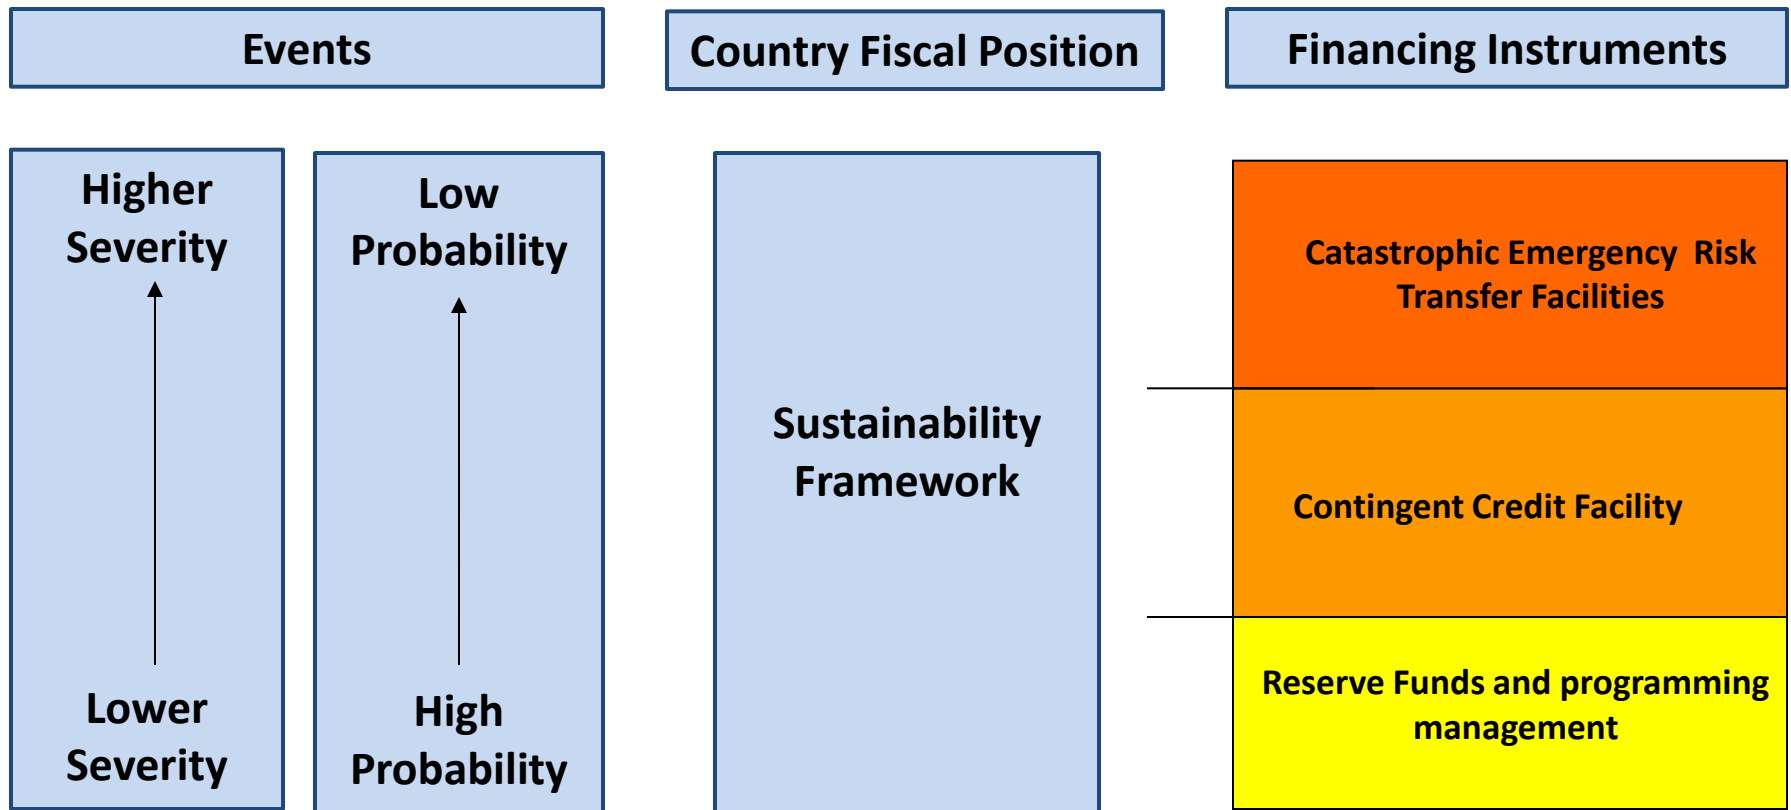 Events
Country Fiscal Position
Financing Instruments
Higher
Severity
Lower
Severity
Low
Probability
High
Probability
Sustainability
Framework
Catastrophic Emergency Risk
Transfer Facilities
Contingent Credit Facility
Reserve Funds and programming
management